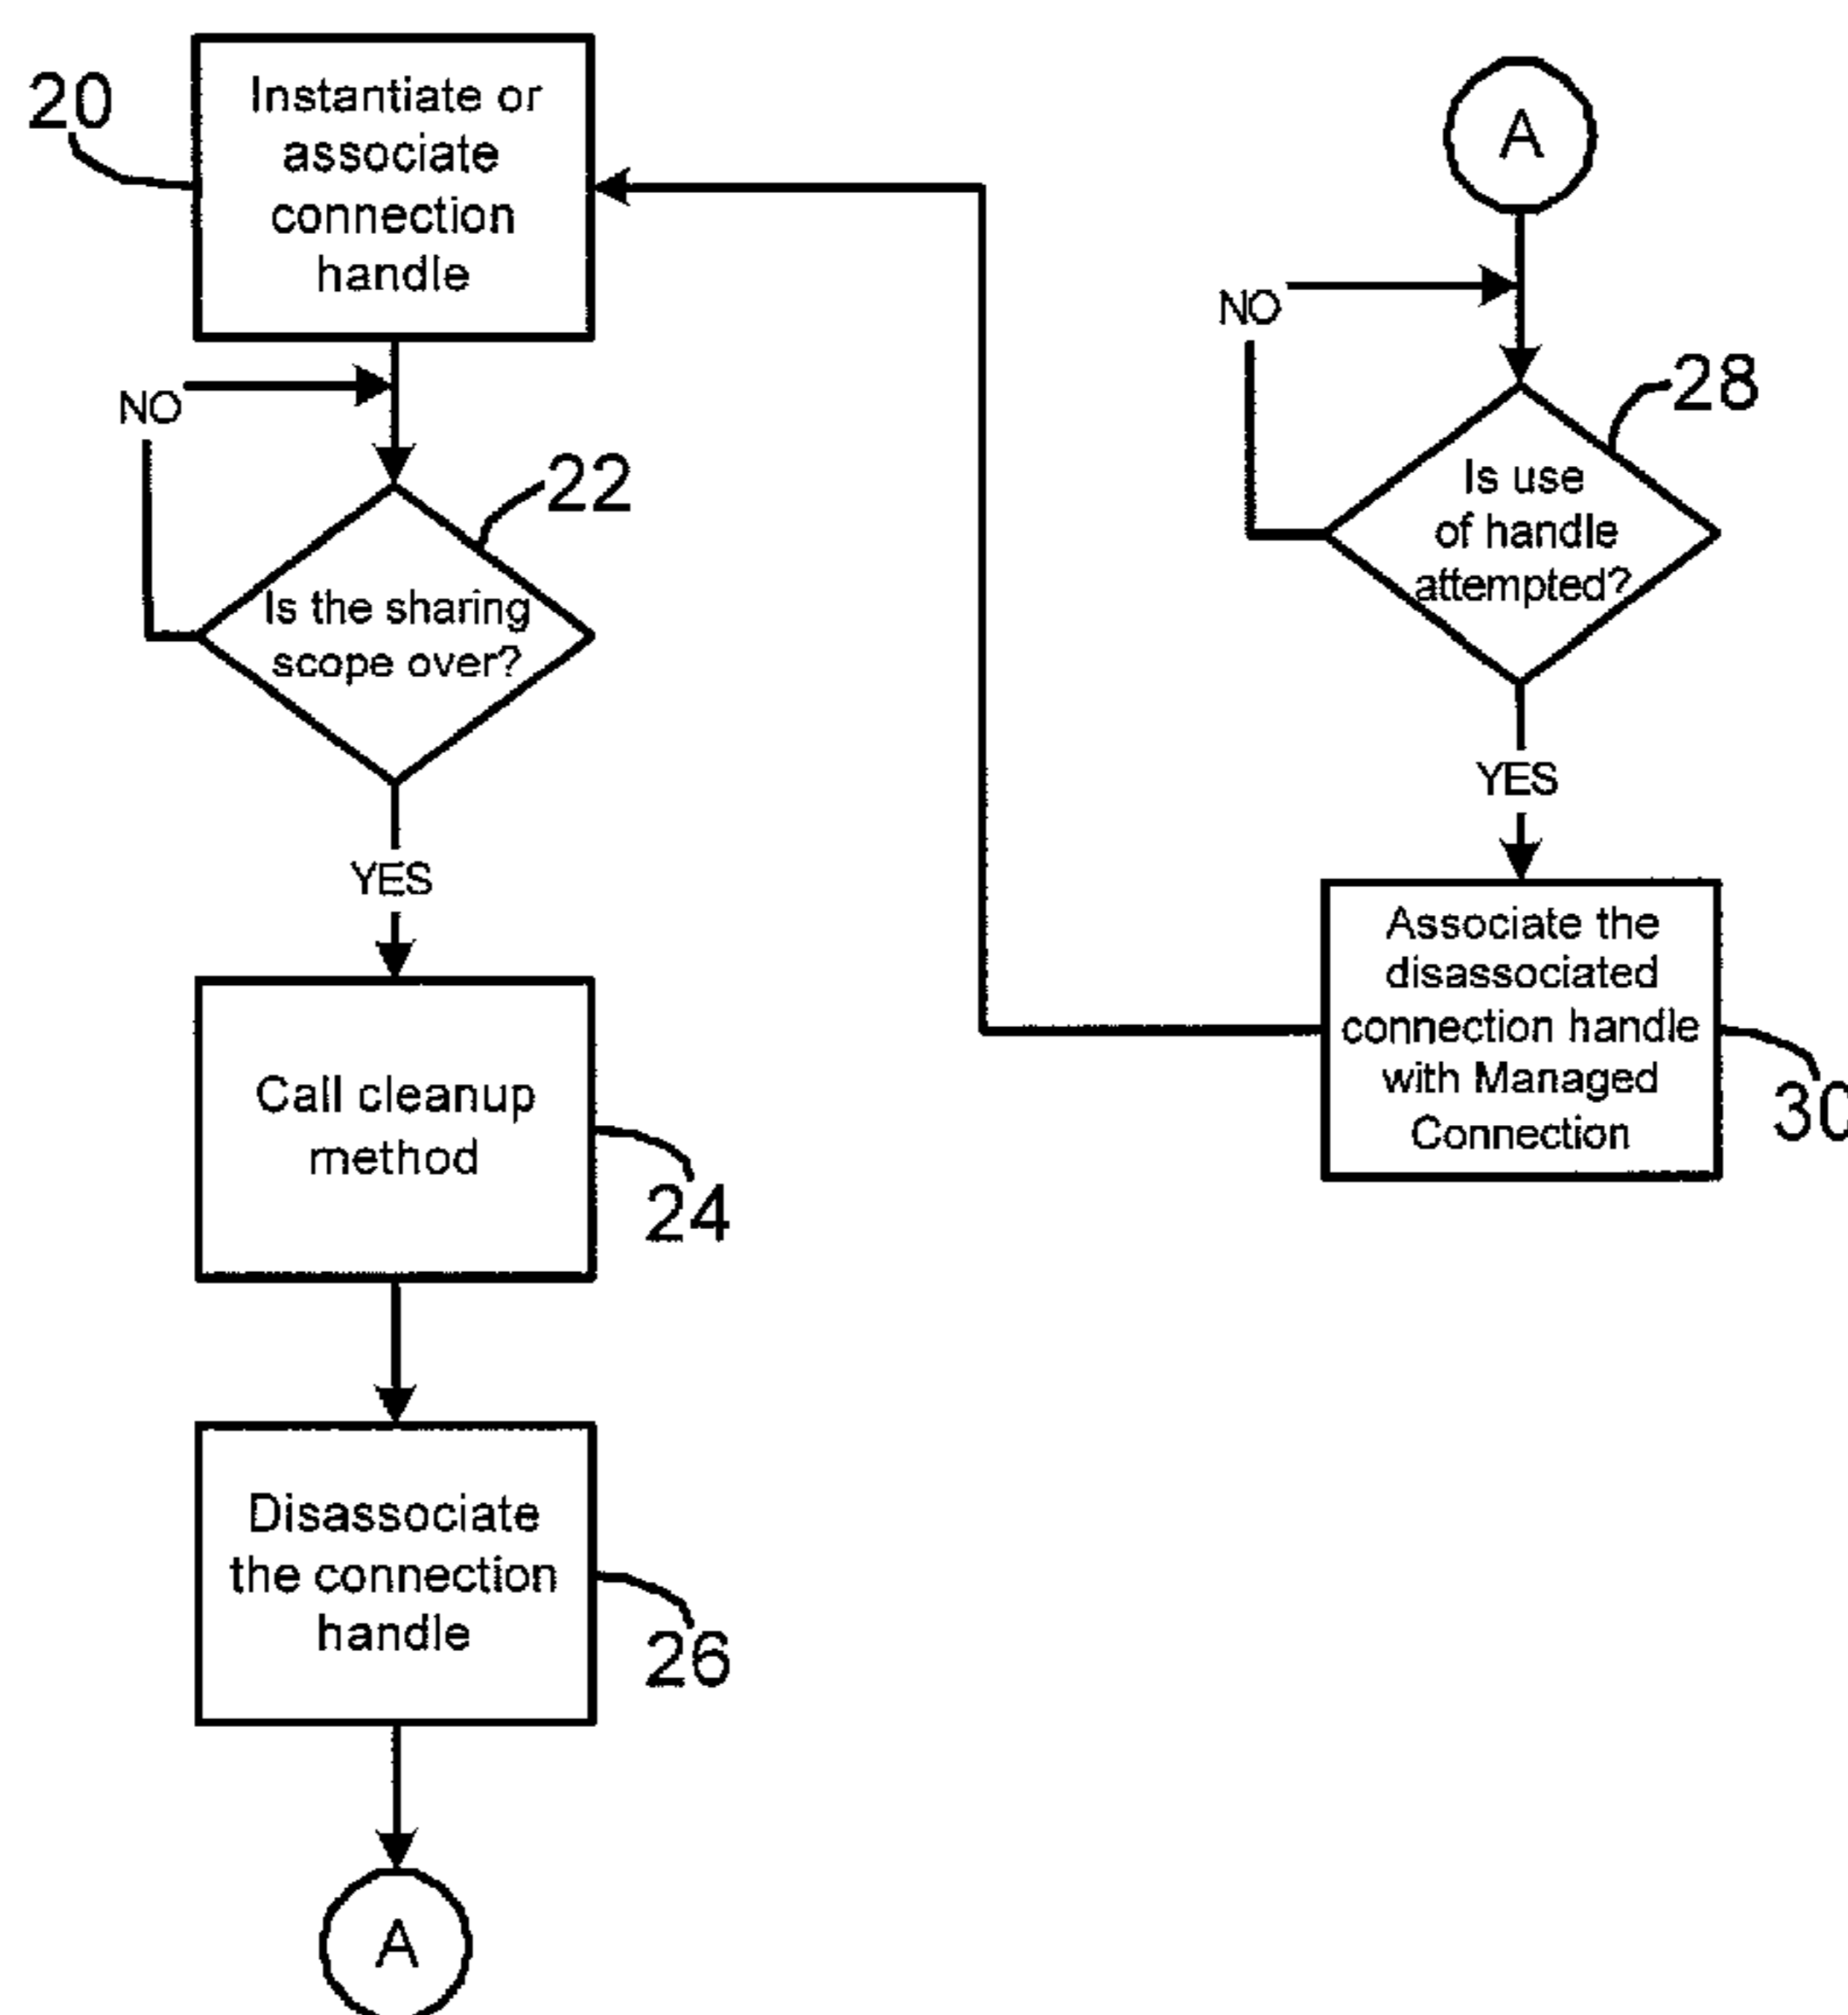 20
Instantiate or
associate
connection
handle
NO
22
Is the sharing
scope over?
YES
Call cleanup
method
24
Disassociate
the connection
handle
26
A
A
NO
28
Is use
of handle
attempted?
YES
Associate the
disassociated
connection handle
with Managed
Connection
30